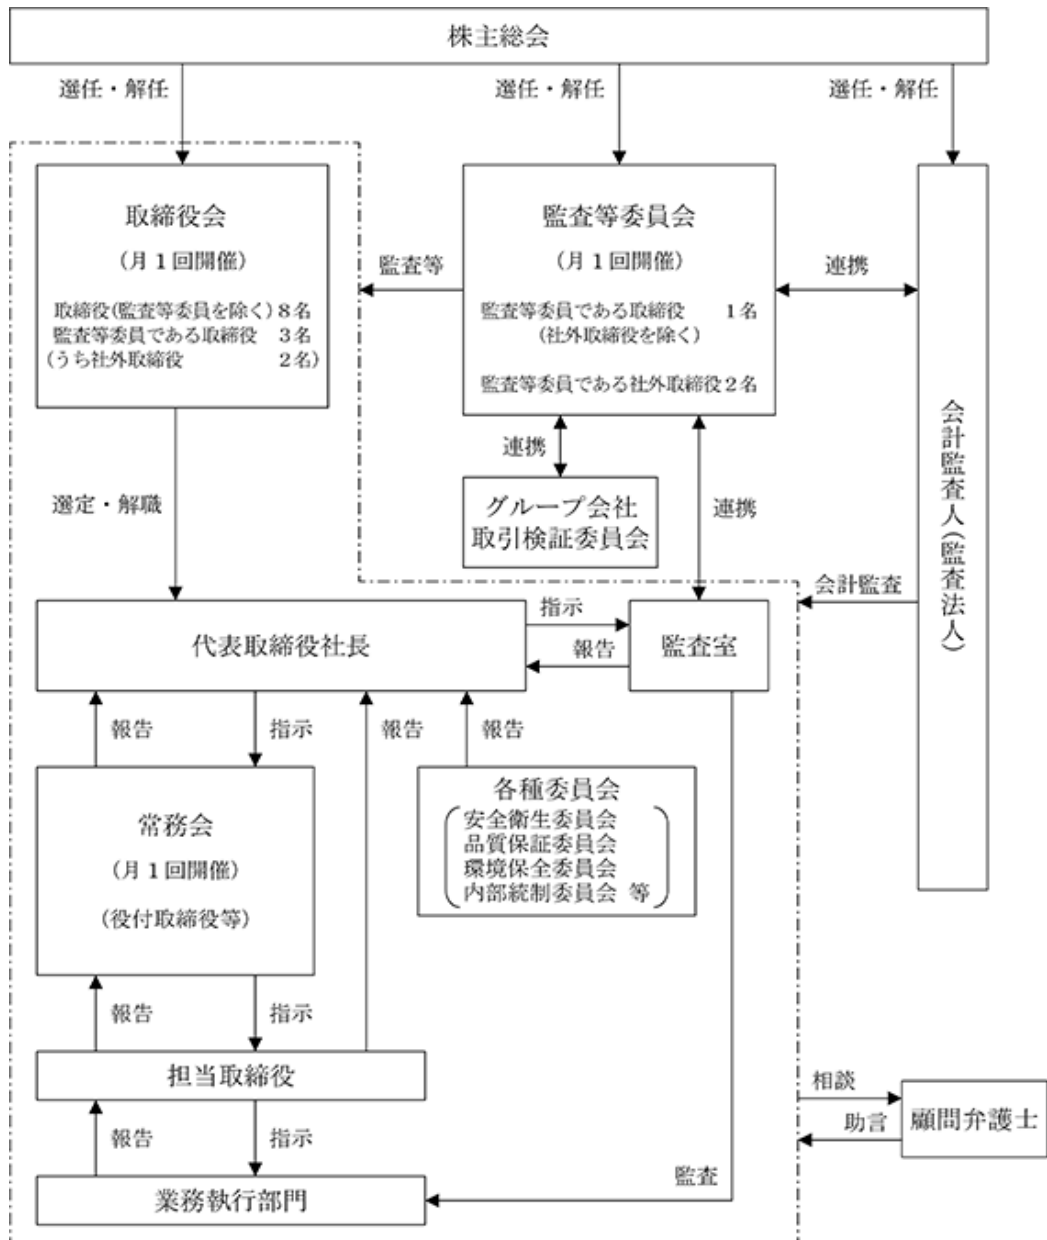 株主総会
選任・解任
選任・解任
選任・解任
取締役会
(月1回開催)
取締役(監査等委員を除く)8名
監査等委員である取締役 3名
(うち社外取締役 2名)
監査等
監査等委員会
(月1回開催)
監査等委員である取締役 1名
(社外取締役を除く)
監査等委員である社外取締役2名
連携
会計監査人(監査法人)
連携
グループ会社
取引検証委員会
連携
選定・解職
会計監査
代表取締役社長
指示
報告
監査室
報告
指示
報告
報告
常務会
(月1回開催)
(役付取締役等)
各種委員会
安全衛生委員会
品質保証委員会
環境保全委員会
内部統制委員会 等
報告
指示
担当取締役
相談
助言
顧問弁護士
報告
指示
監査
業務執行部門